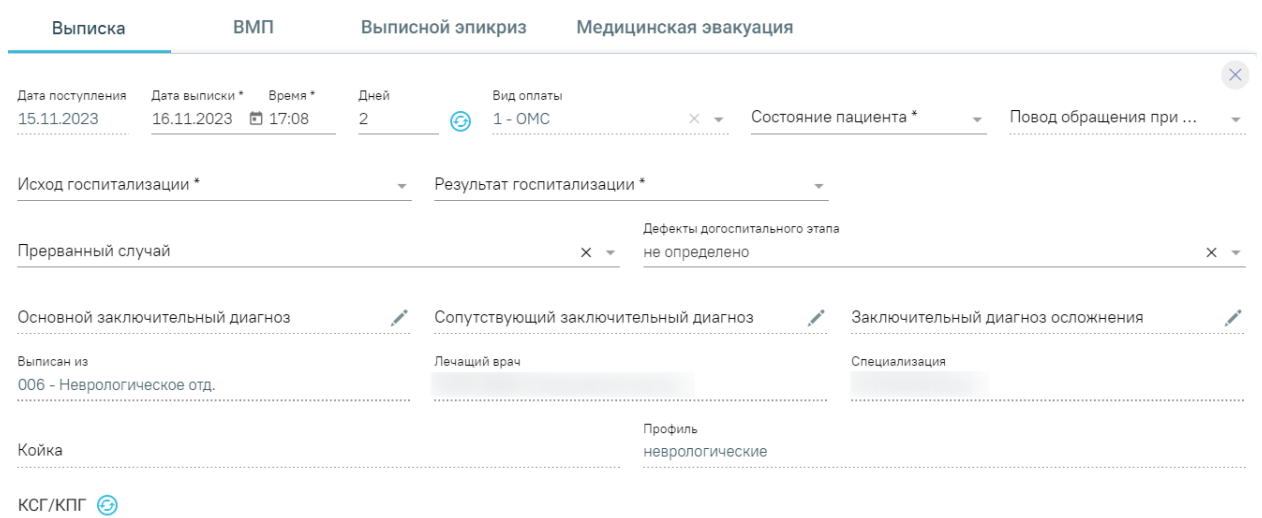 Выписка ВМП Выписной эпикриз Медицинская эвакуация
Дата поступления Дата выписки * Время * Дней Вид оплаты
15.11.2023 16.11.2023 17:08 2 1 - ОМС Состояние пациента * Повод обращения при ...
Исход госпитализации * Результат госпитализации *
Дефекты догоспитального этапа
Прерванный случай не определено
Основной заключительный диагноз Сопутствующий заключительный диагноз Заключительный диагноз осложнения
Выписан из Лечащий врач Специализация
006 - Неврологическое отд.
Профиль
Койка неврологические
КСГ/КПГ